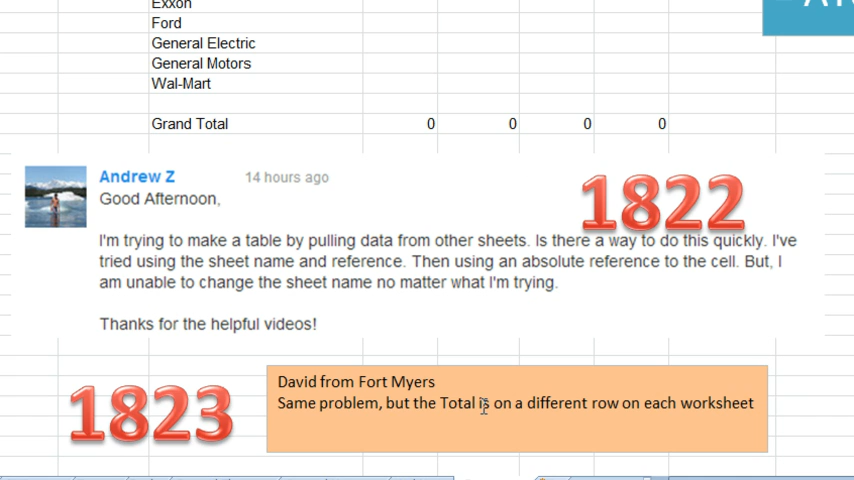 Exxon
Ford
General Electric
General Motors
Wal-Mart
Grand Total 0 0 0 0
Andrew Z 14 hours ago
Good Afternoon,
1822
I'm trying to make a table by pulling data from other sheets. Is there a way to do this quickly. I've
tried using the sheet name and reference. Then using an absolute reference to the cell. But, I
am unable to change the sheet name no matter what I'm trying.
Thanks for the helpful videos!
1823
David from Fort Myers
Same problem, but the Total is on a different row on each worksheet